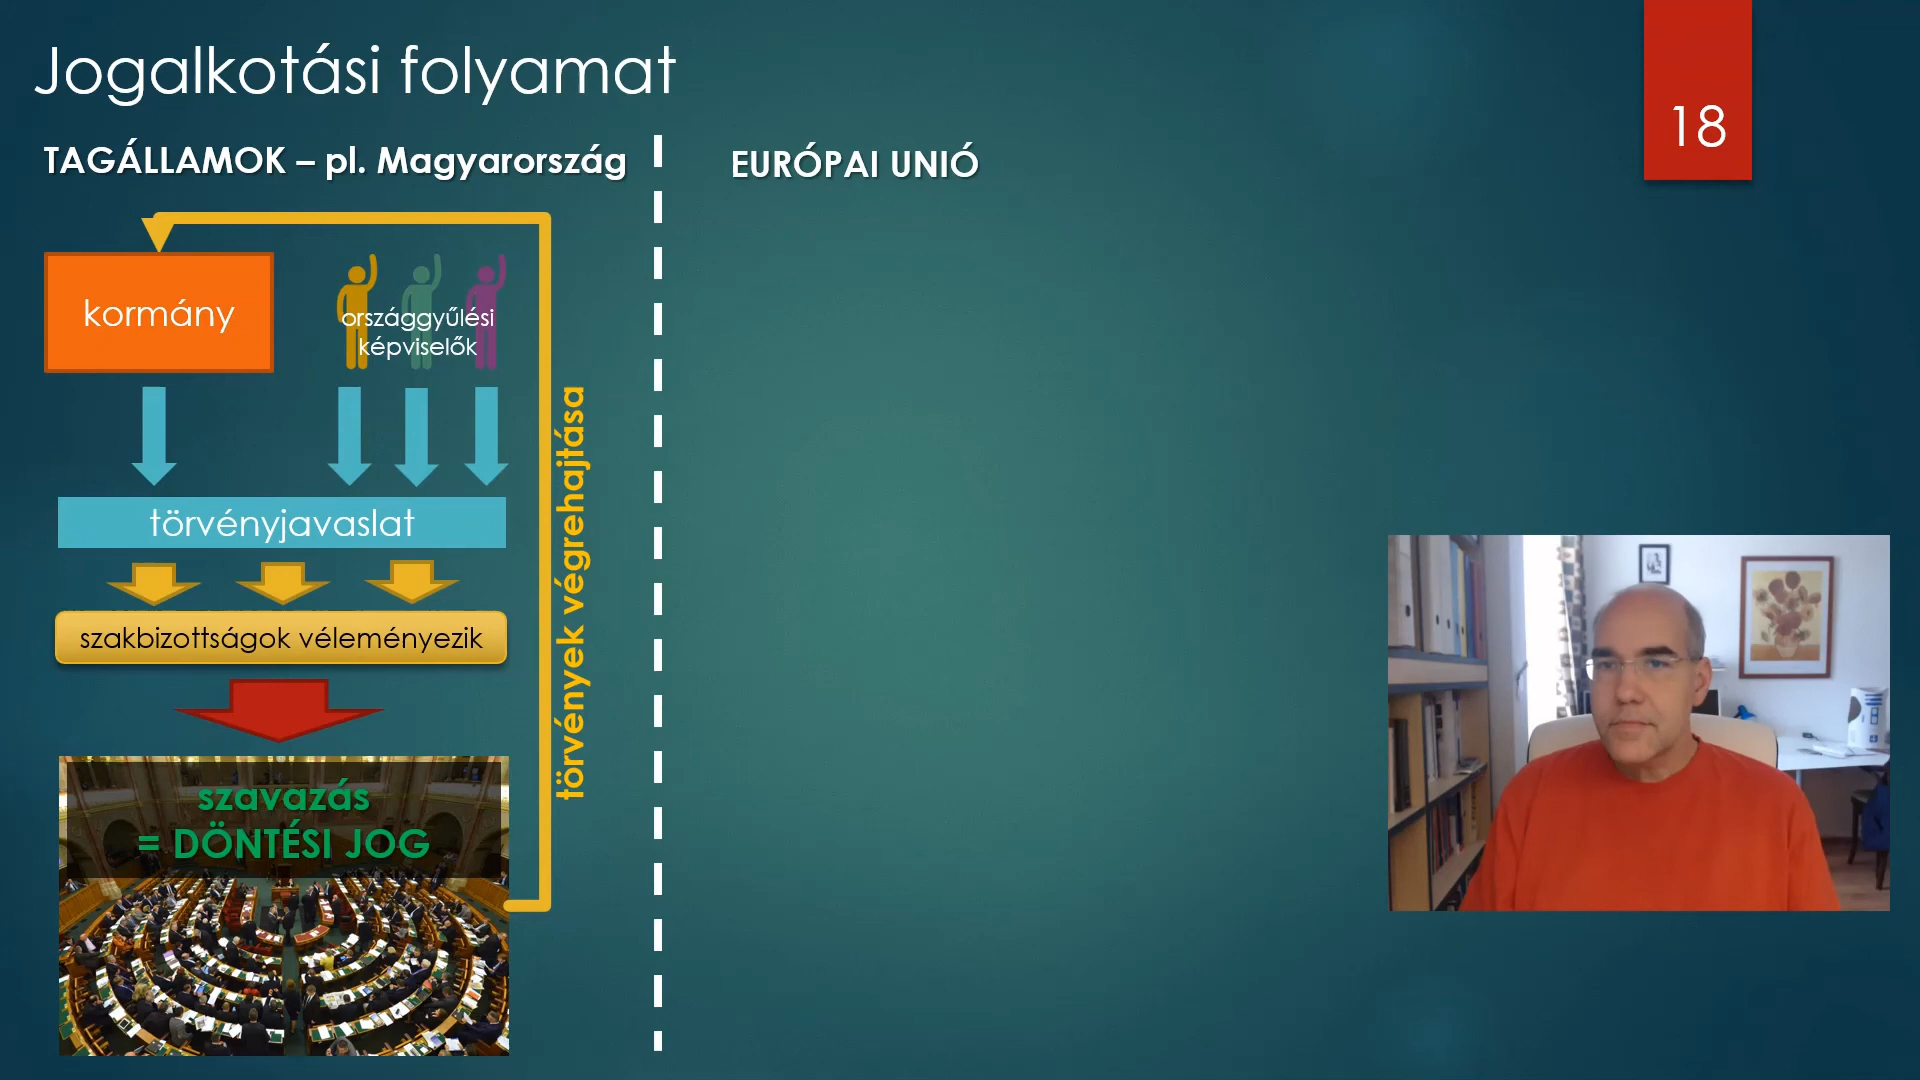 Jogalkotási folyamat
18
TAGÁLLAMOK – pl. Magyarország
EURÓPAI UNIÓ
kormány
országgyűlési
képviselők
törvényjavaslat
szakbizottságok véleményezik
törvények végrehajtása
szavazás
= DÖNTÉSI JOG